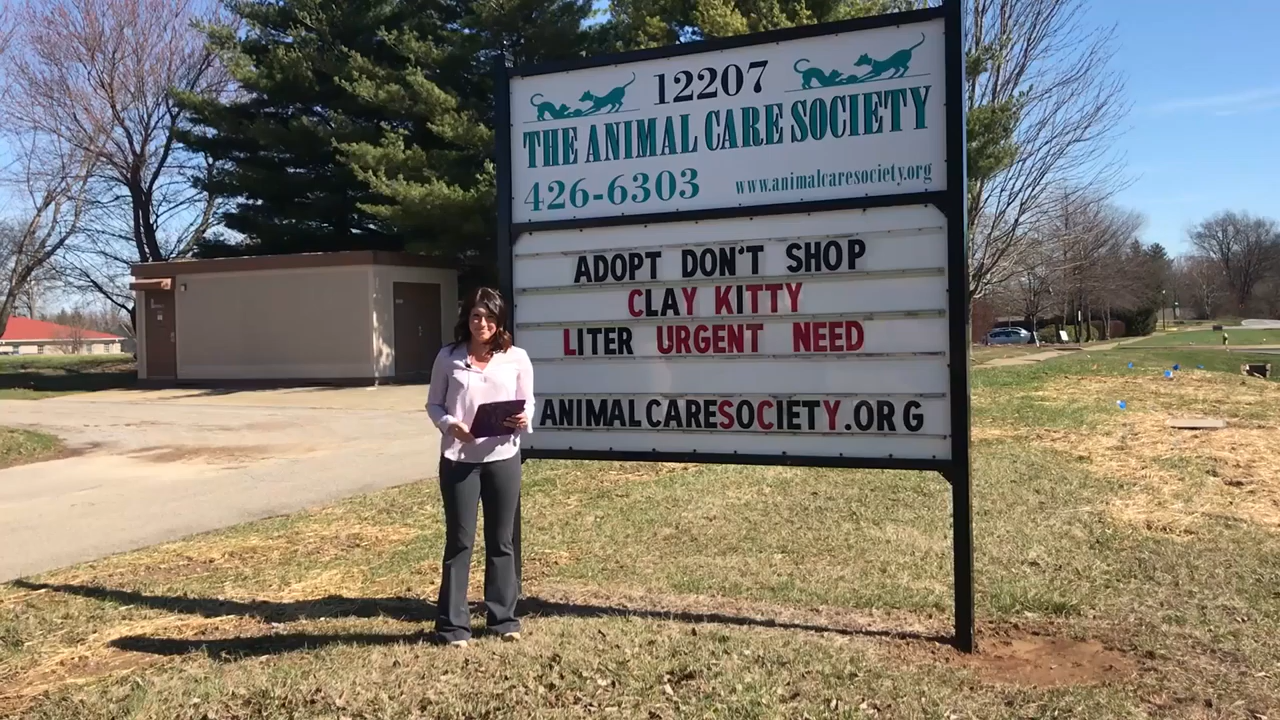 12207
THE ANIMAL CARE SOCIETY
426-6303 www.animalcaresociety.org
ADOPT DON'T SHOP
CLAY KITTY
LITER URGENT NEED
ANIMALCARESOCIETY.ORG